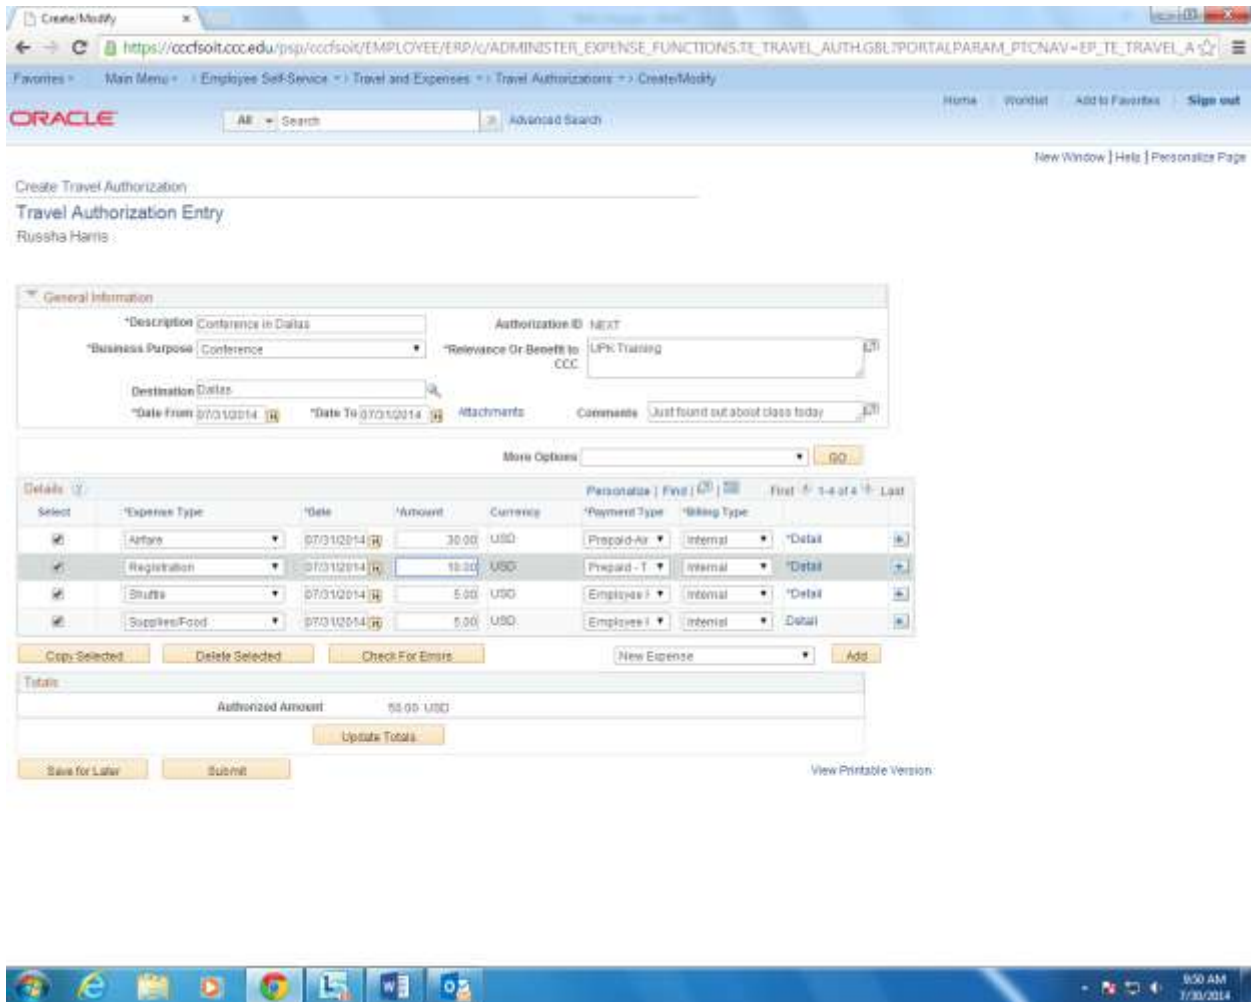 Create/Modify
https://cccfsoit.ccc.edu/psp/cccfsoit/EMPLOYEE/ERP/c/ADMINISTER_EXPENSE_FUNCTIONS.TE_TRAVEL_AUTH.GBL?PORTALPARAM_PTCNAV=EP_TE_TRAVEL_A
Favorites Main Menu > Employee Self-Service > Travel and Expenses > Travel Authorizations > Create/Modify
Home Worklist Add to Favorites Sign out
ORACLE All Search Advanced Search
New Window | Help | Personalize Page
Create Travel Authorization
Travel Authorization Entry
Russha Harris
General Information
*Description Conference in Dallas Authorization ID NEXT
*Business Purpose Conference *Relevance Or Benefit to CCC UPK Training
Destination Dallas
*Date From 07/31/2014 *Date To 07/31/2014 Attachments Comments Just found out about class today
More Options GO
Details Personalize | Find | First 1-4 of 4 Last
Select *Expense Type *Date *Amount Currency *Payment Type *Billing Type
Airfare 07/31/2014 30.00 USD Prepaid-Air Internal *Detail
Registration 07/31/2014 10.00 USD Prepaid - T Internal *Detail
Shuttle 07/31/2014 5.00 USD Employee Internal *Detail
Supplies/Food 07/31/2014 5.00 USD Employee Internal Detail
Copy Selected Delete Selected Check For Errors New Expense Add
Totals
Authorized Amount 50.00 USD
Update Totals
Save for Later Submit View Printable Version
9:50 AM
7/30/2014